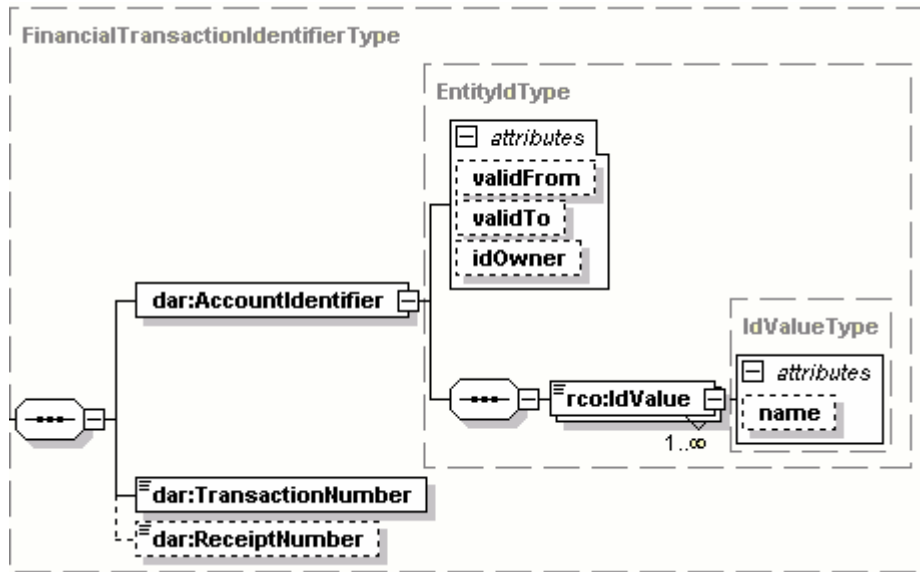 FinancialTransactionIdentifierType
EntityIdType
attributes
validFrom
validTo
idOwner
dar:AccountIdentifier
IdValueType
attributes
name
rco:IdValue
1..∞
dar:TransactionNumber
dar:ReceiptNumber